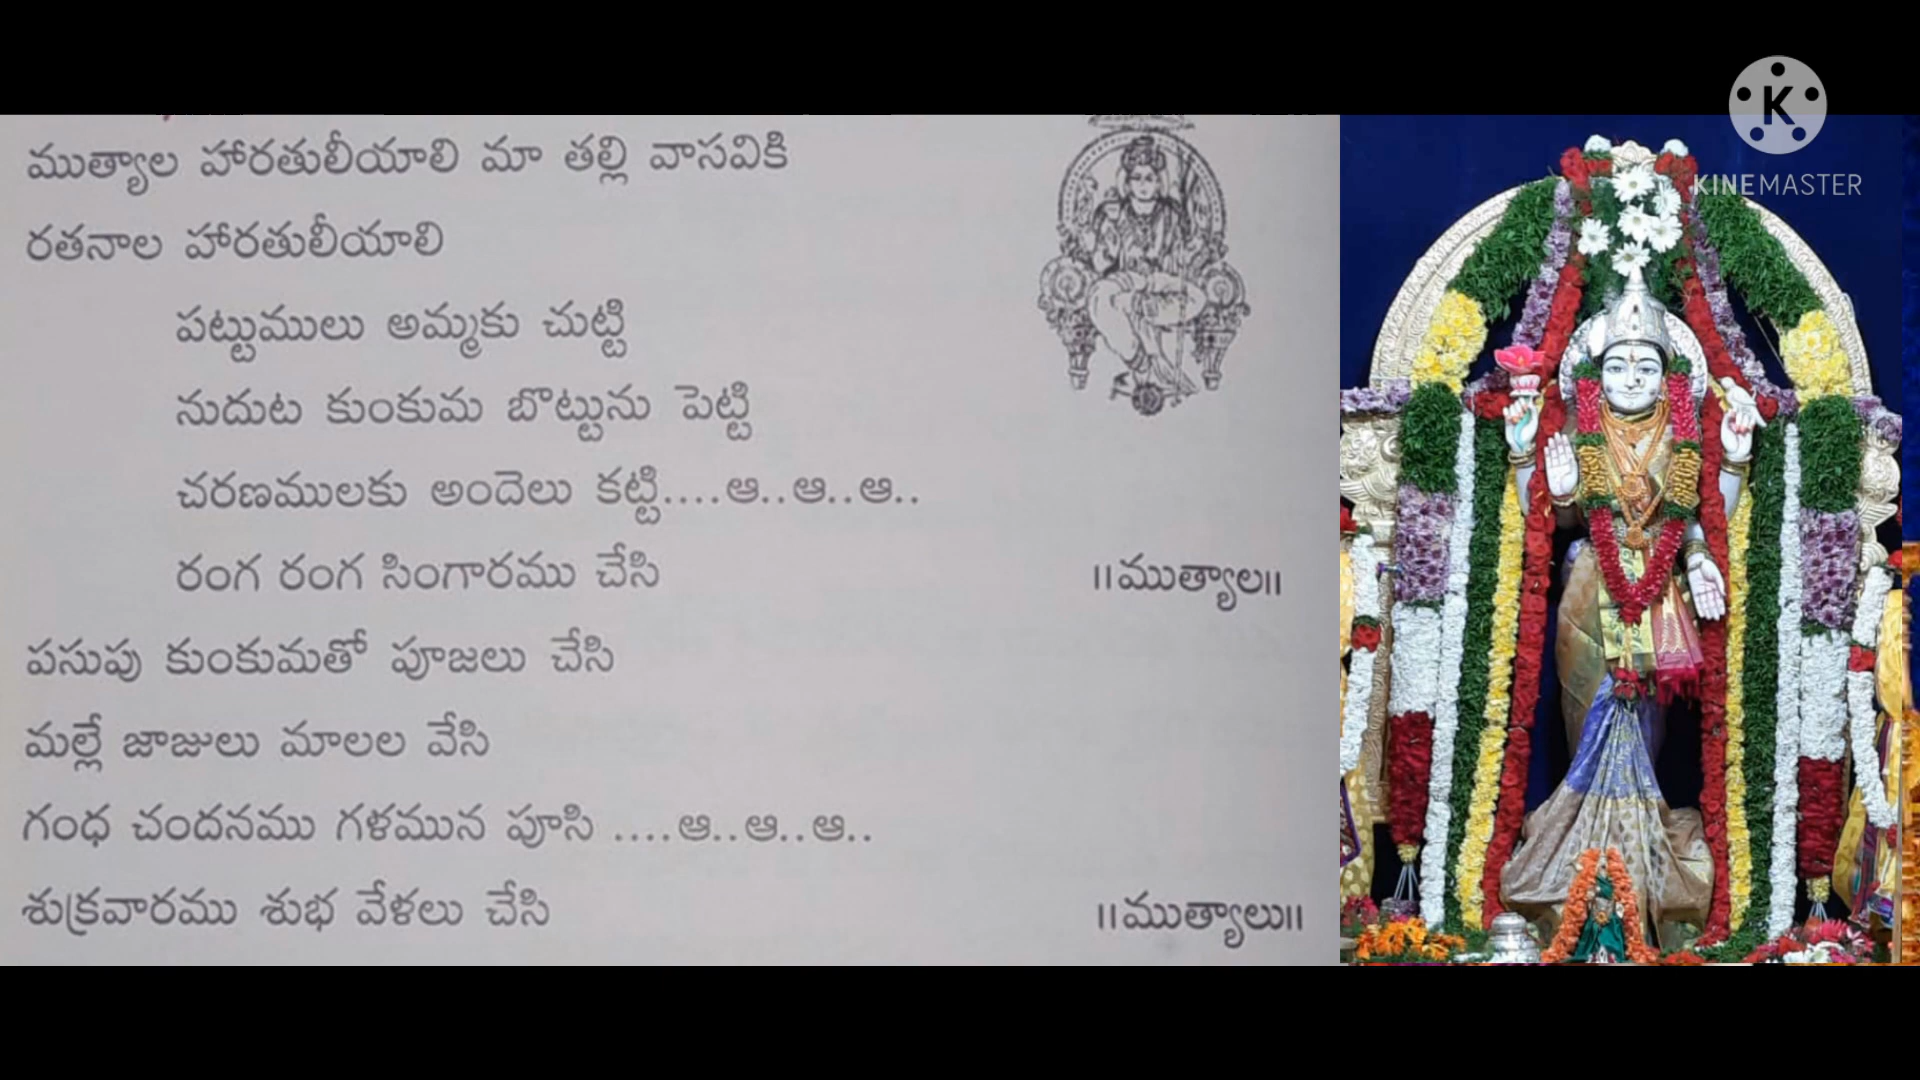 ముత్యాల హారతులీయాలి మా తల్లి వాసవికి
రతనాల హారతులీయాలి
పట్టుములు అమ్మకు చుట్టి
నుదుట కుంకుమ బొట్టును పెట్టి
చరణములకు అందెలు కట్టి....ఆ..ఆ..ఆ..
రంగ రంగ సింగారము చేసి ॥ముత్యాల॥
పసుపు కుంకుమతో పూజలు చేసి
మల్లే జాజులు మాలల వేసి
గంధ చందనము గళమున పూసి ....ఆ..ఆ..ఆ..
శుక్రవారము శుభ వేళలు చేసి ॥ముత్యాలు॥
K
KINEMASTER